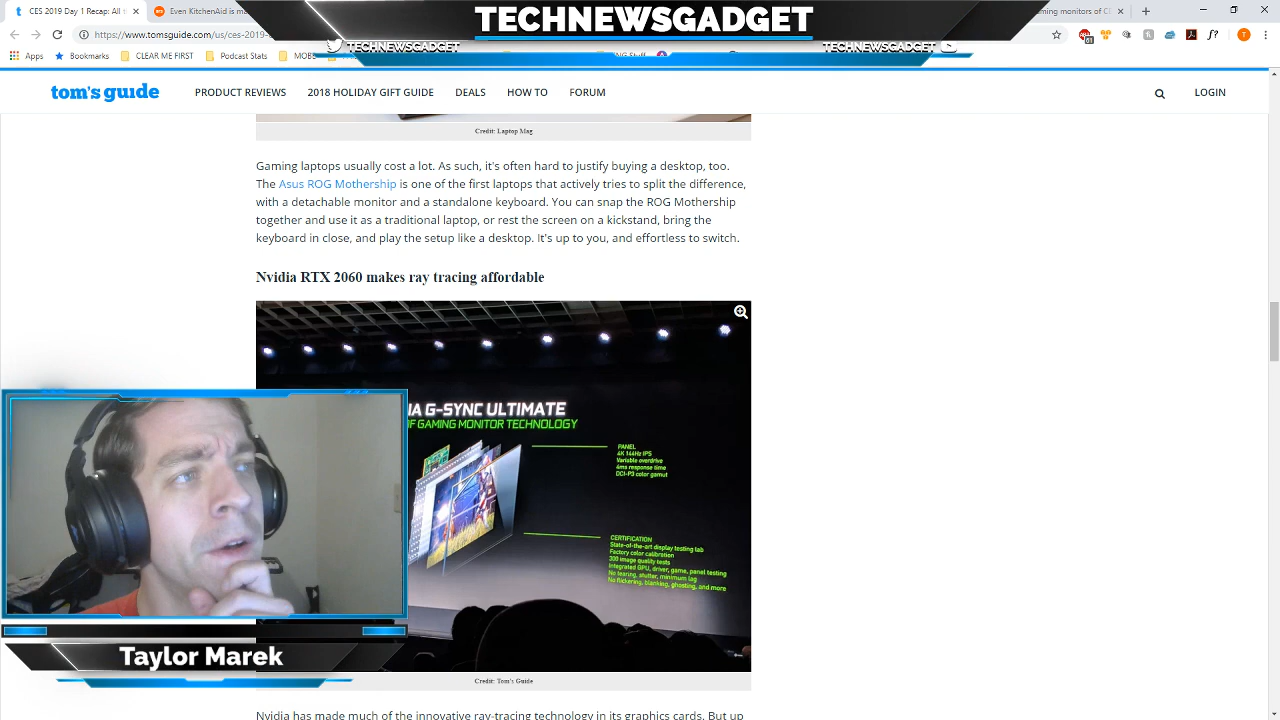 TECHNEWSGADGET
CES 2019 Day 1 Recap: All t
Even KitchenAid is m
ming monitors of C
https://www.tomsguide.com/us/ces-2019-
TECHNEWSGADGET
TECHNEWSGADGET
Apps
Bookmarks
CLEAR ME FIRST
Podcast Stats
MOBE
tom's guide
PRODUCT REVIEWS
2018 HOLIDAY GIFT GUIDE
DEALS
HOW TO
FORUM
LOGIN
Credit: Laptop Mag
Gaming laptops usually cost a lot. As such, it's often hard to justify buying a desktop, too.
The Asus ROG Mothership is one of the first laptops that actively tries to split the difference,
with a detachable monitor and a standalone keyboard. You can snap the ROG Mothership
together and use it as a traditional laptop, or rest the screen on a kickstand, bring the
keyboard in close, and play the setup like a desktop. It's up to you, and effortless to switch.
Nvidia RTX 2060 makes ray tracing affordable
IA G-SYNC ULTIMATE
OF GAMING MONITOR TECHNOLOGY
PANEL
4K 144Hz IPS
Variable overdrive
4ms response time
DCI-P3 color gamut
CERTIFICATION
State-of-the-art display testing lab
Factory color calibration
300 image quality tests
Integrated GPU, driver, game, panel testing
No tearing, stutter, minimum lag
No flickering, blanking, ghosting, and more
Taylor Marek
Credit: Tom's Guide
Nvidia has made much of the innovative ray-tracing technology in its graphics cards. But up